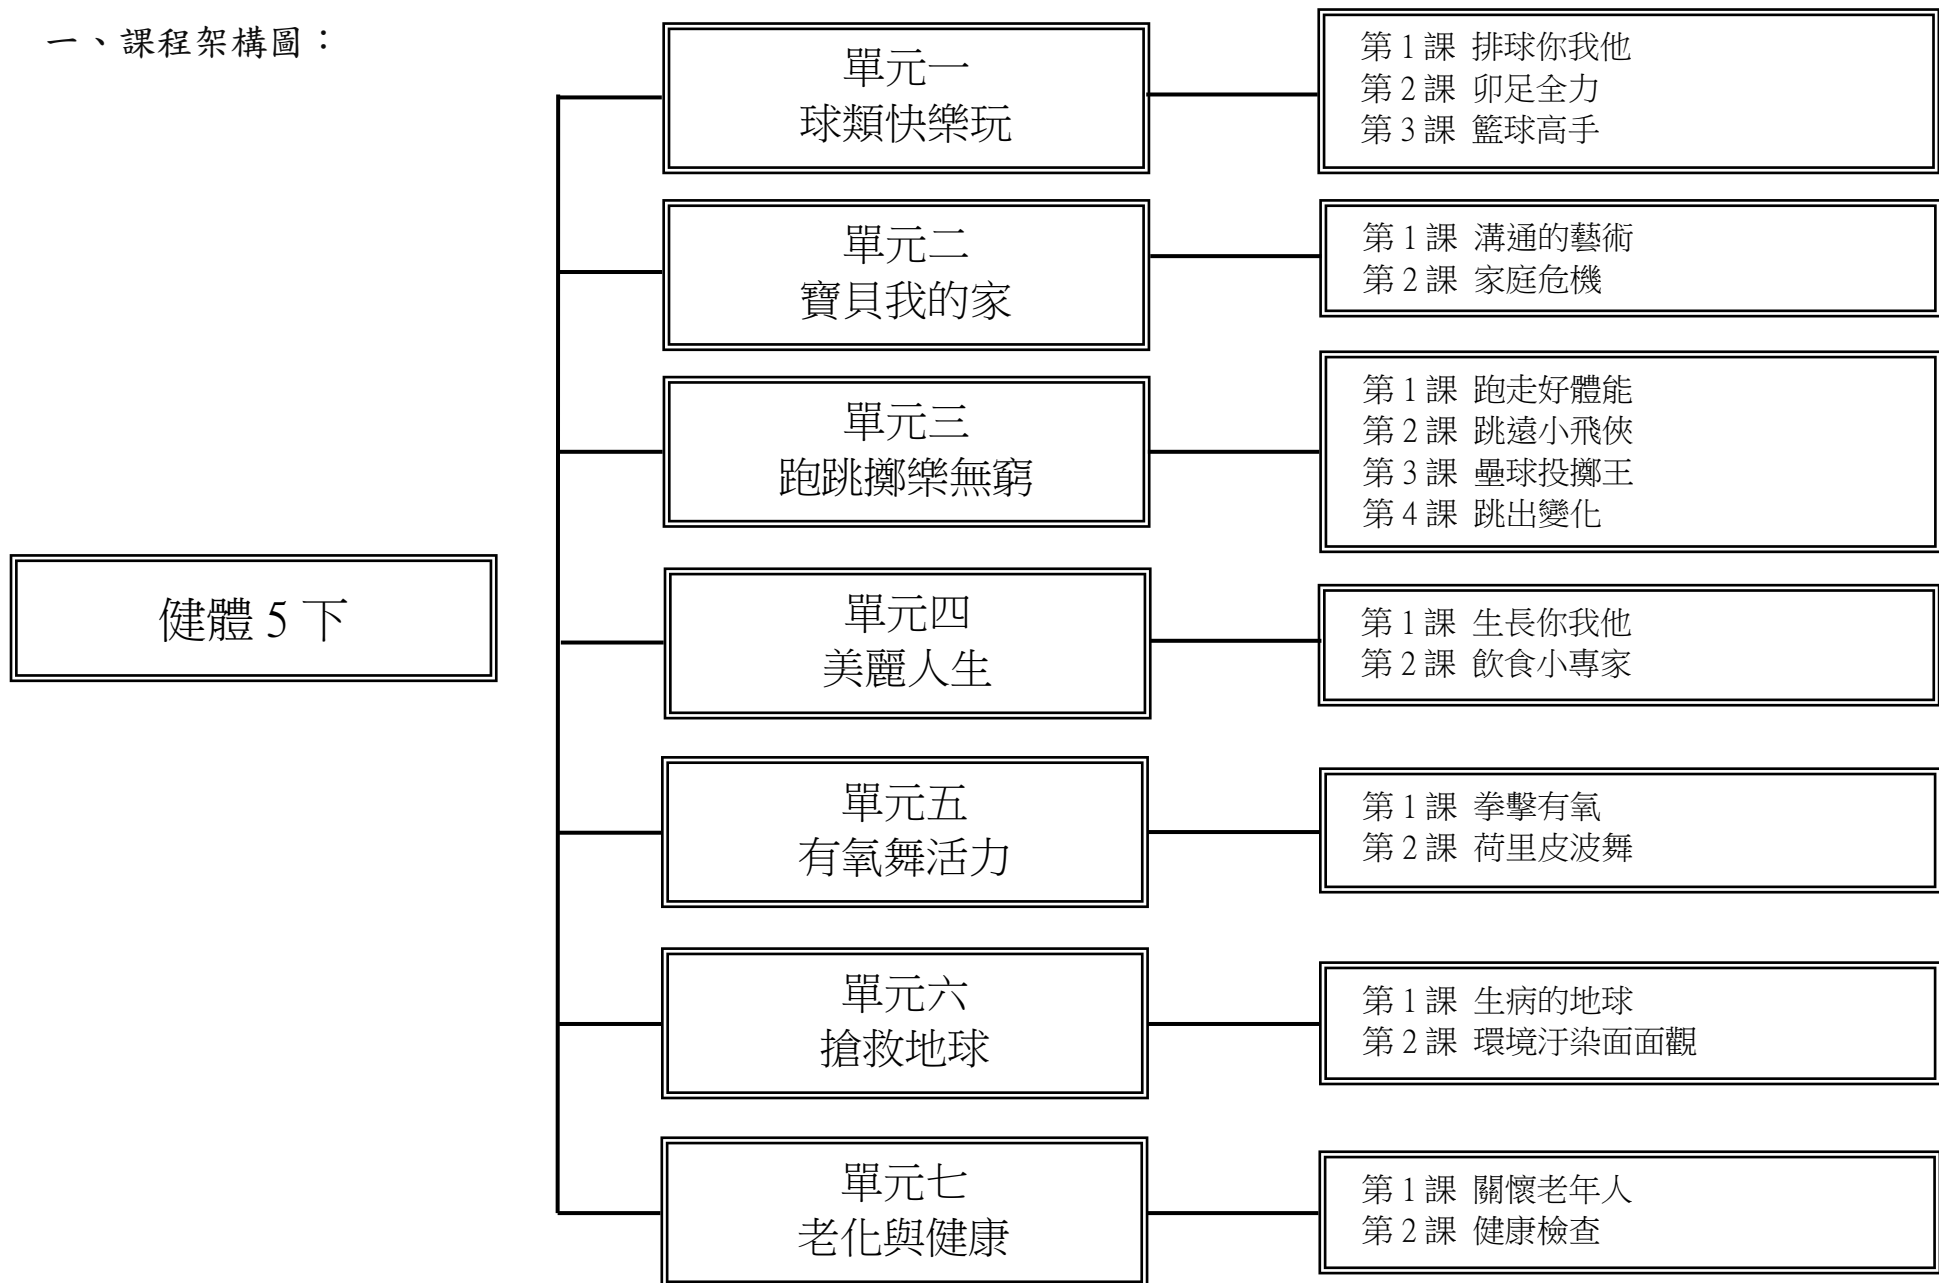 一、課程架構圖：
健體 5 下
單元一
球類快樂玩
第 1 課 排球你我他
第 2 課 卯足全力
第 3 課 籃球高手
單元二
寶貝我的家
第 1 課 溝通的藝術
第 2 課 家庭危機
單元三
跑跳擲樂無窮
第 1 課 跑走好體能
第 2 課 跳遠小飛俠
第 3 課 壘球投擲王
第 4 課 跳出變化
單元四
美麗人生
第 1 課 生長你我他
第 2 課 飲食小專家
單元五
有氧舞活力
第 1 課 拳擊有氧
第 2 課 荷里皮波舞
單元六
搶救地球
第 1 課 生病的地球
第 2 課 環境汙染面面觀
單元七
老化與健康
第 1 課 關懷老年人
第 2 課 健康檢查